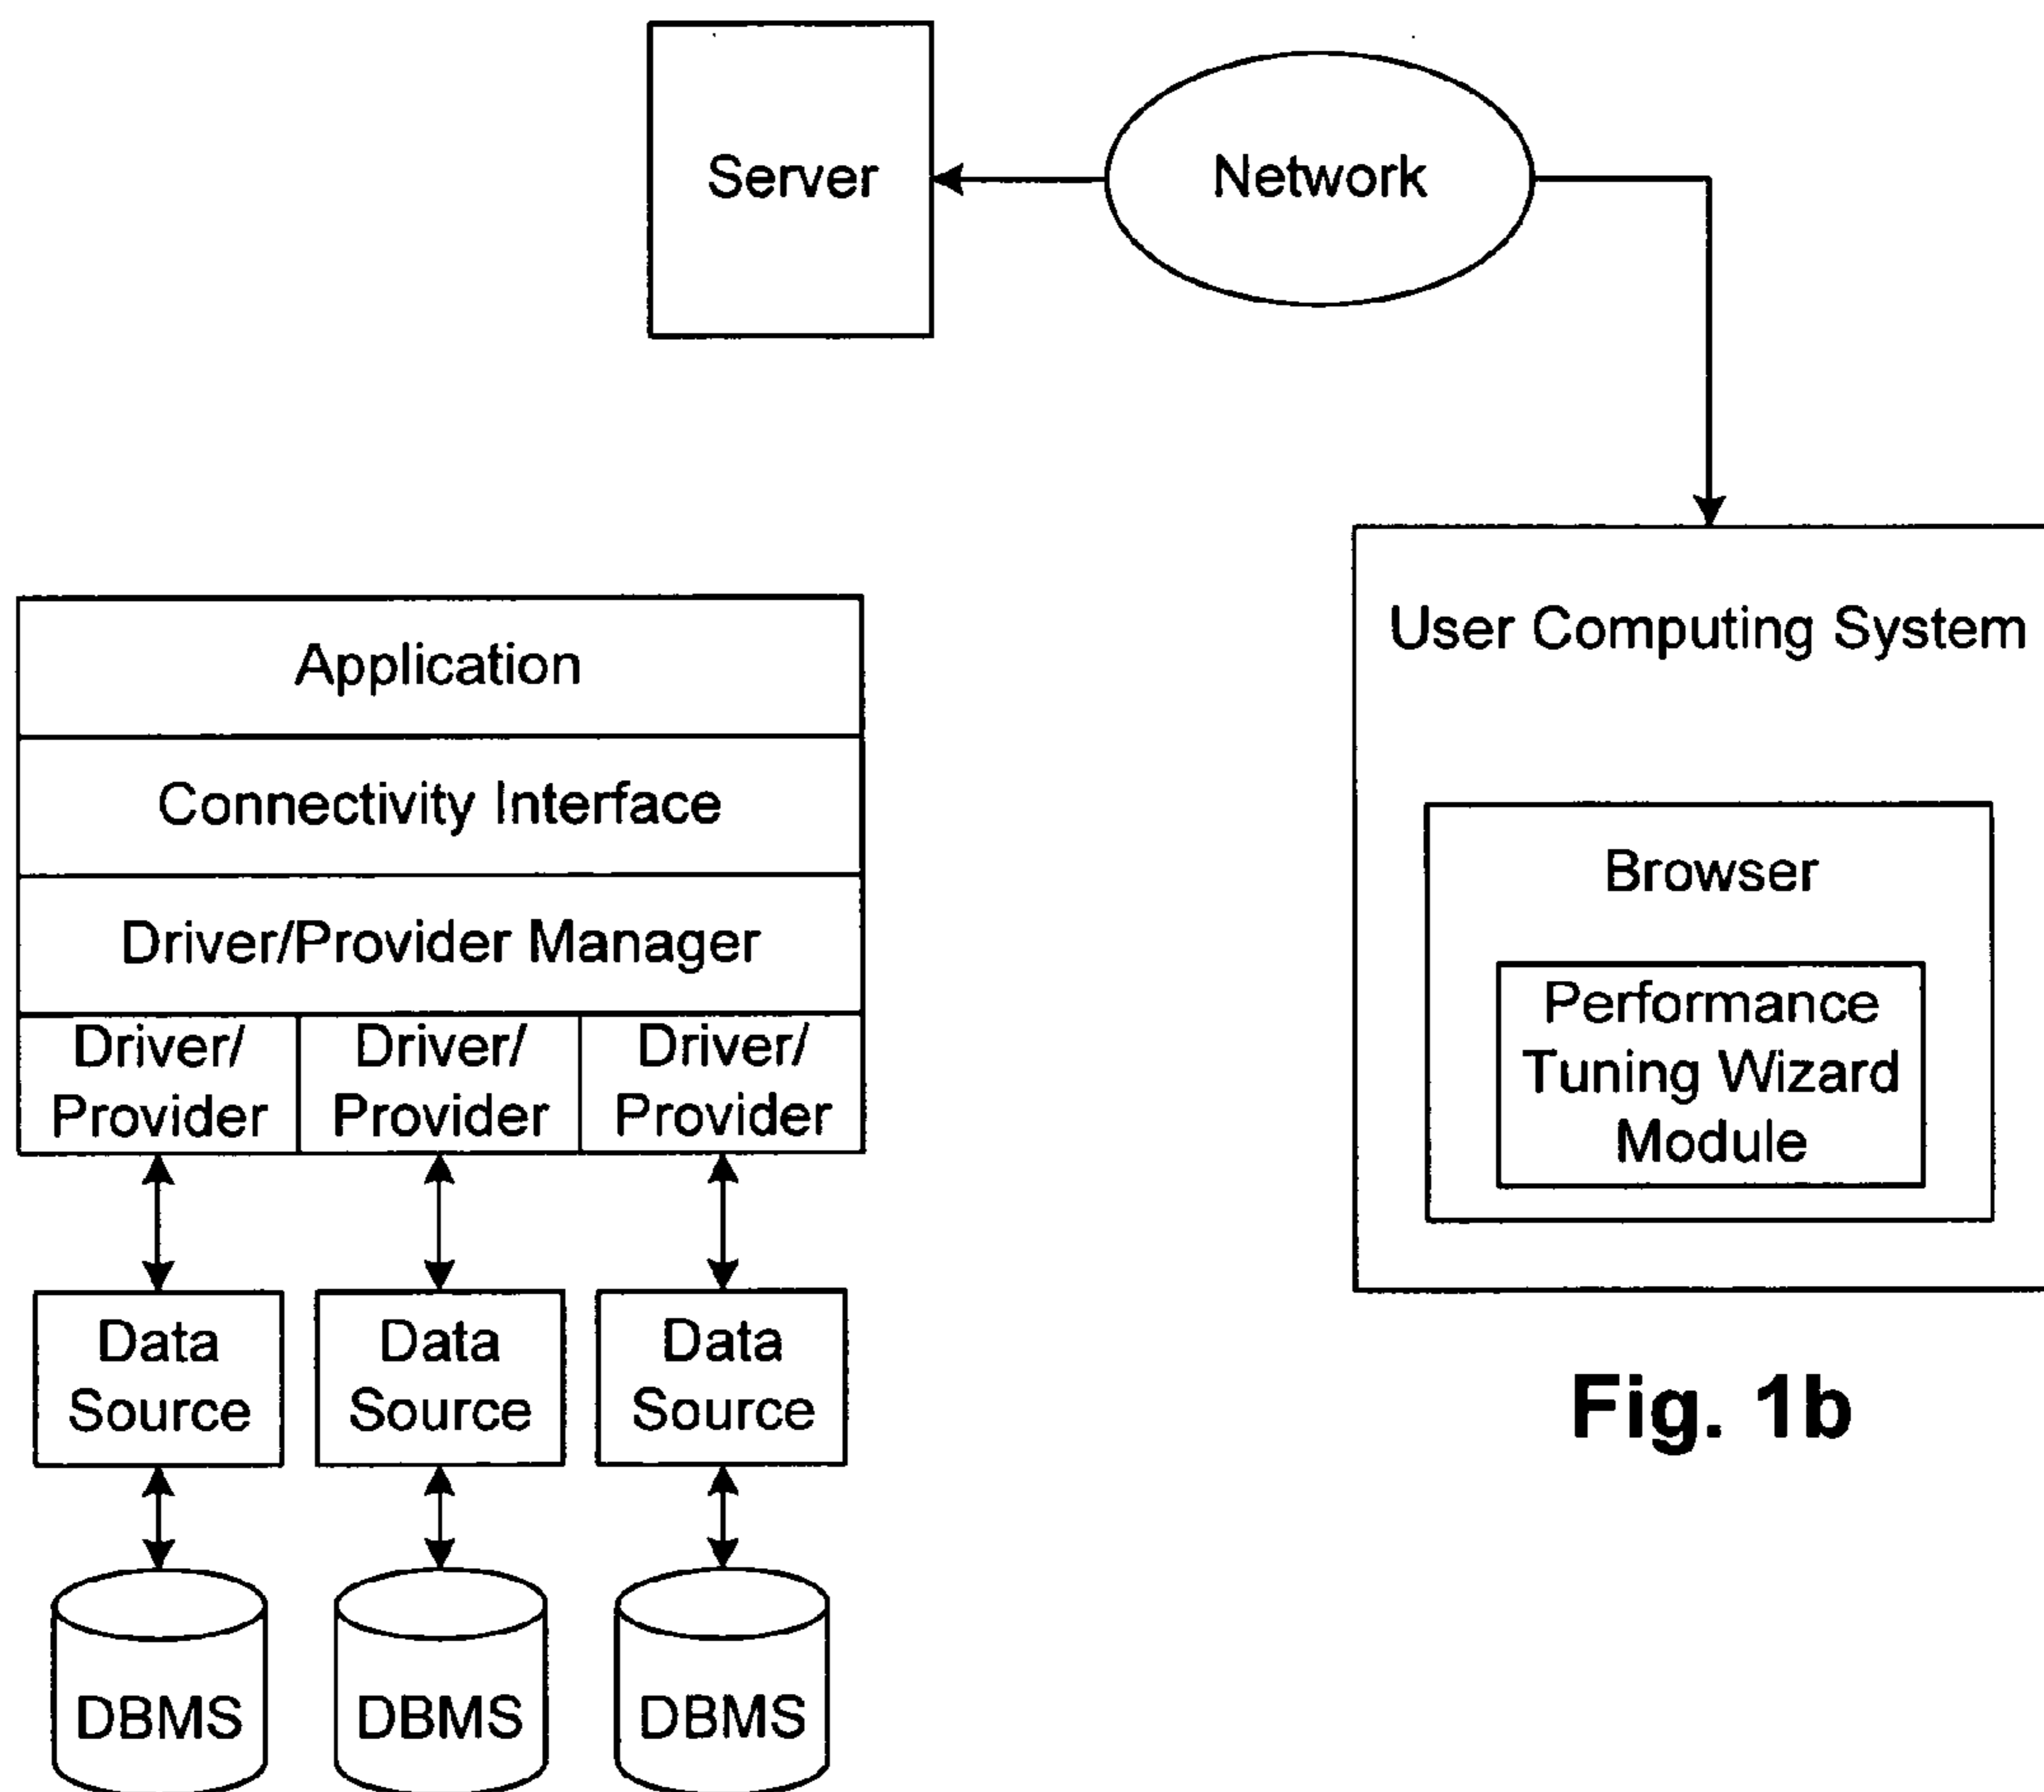 Server
Network
User Computing System
Browser
Performance
Tuning Wizard
Module
Fig. 1b
Application
Connectivity Interface
Driver/Provider Manager
Driver/
Provider
Driver/
Provider
Driver/
Provider
Data
Source
Data
Source
Data
Source
DBMS
DBMS
DBMS